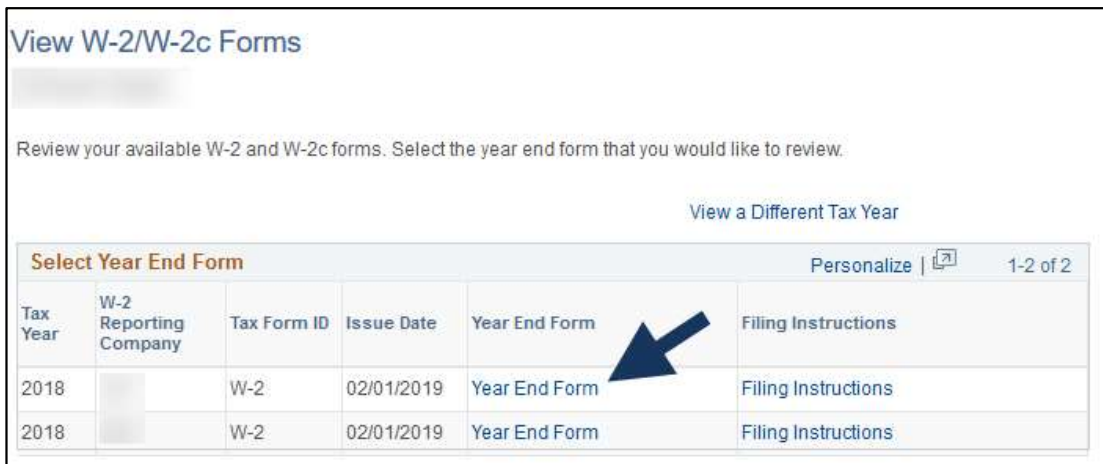 View W-2/W-2c Forms
Review your available W-2 and W-2c forms. Select the year end form that you would like to review.
View a Different Tax Year
Select Year End Form Personalize | 1-2 of 2
Tax Year W-2 Reporting Company Tax Form ID Issue Date Year End Form Filing Instructions
2018 W-2 02/01/2019 Year End Form Filing Instructions
2018 W-2 02/01/2019 Year End Form Filing Instructions